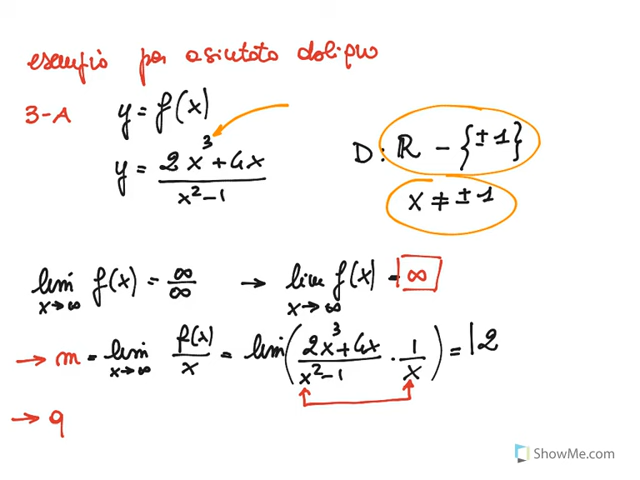 esempio per asintoto obliquo
3-A y = f(x)
y = (2x³ + 4x) / (x² - 1)
D: ℝ - {±1}
x ≠ ±1
lim x→∞ f(x) = ∞/∞ → lim x→∞ f(x) = ∞
→ m = lim x→∞ f(x)/x = lim ( (2x³ + 4x)/(x² - 1) · 1/x ) = |2
→ q
ShowMe.com